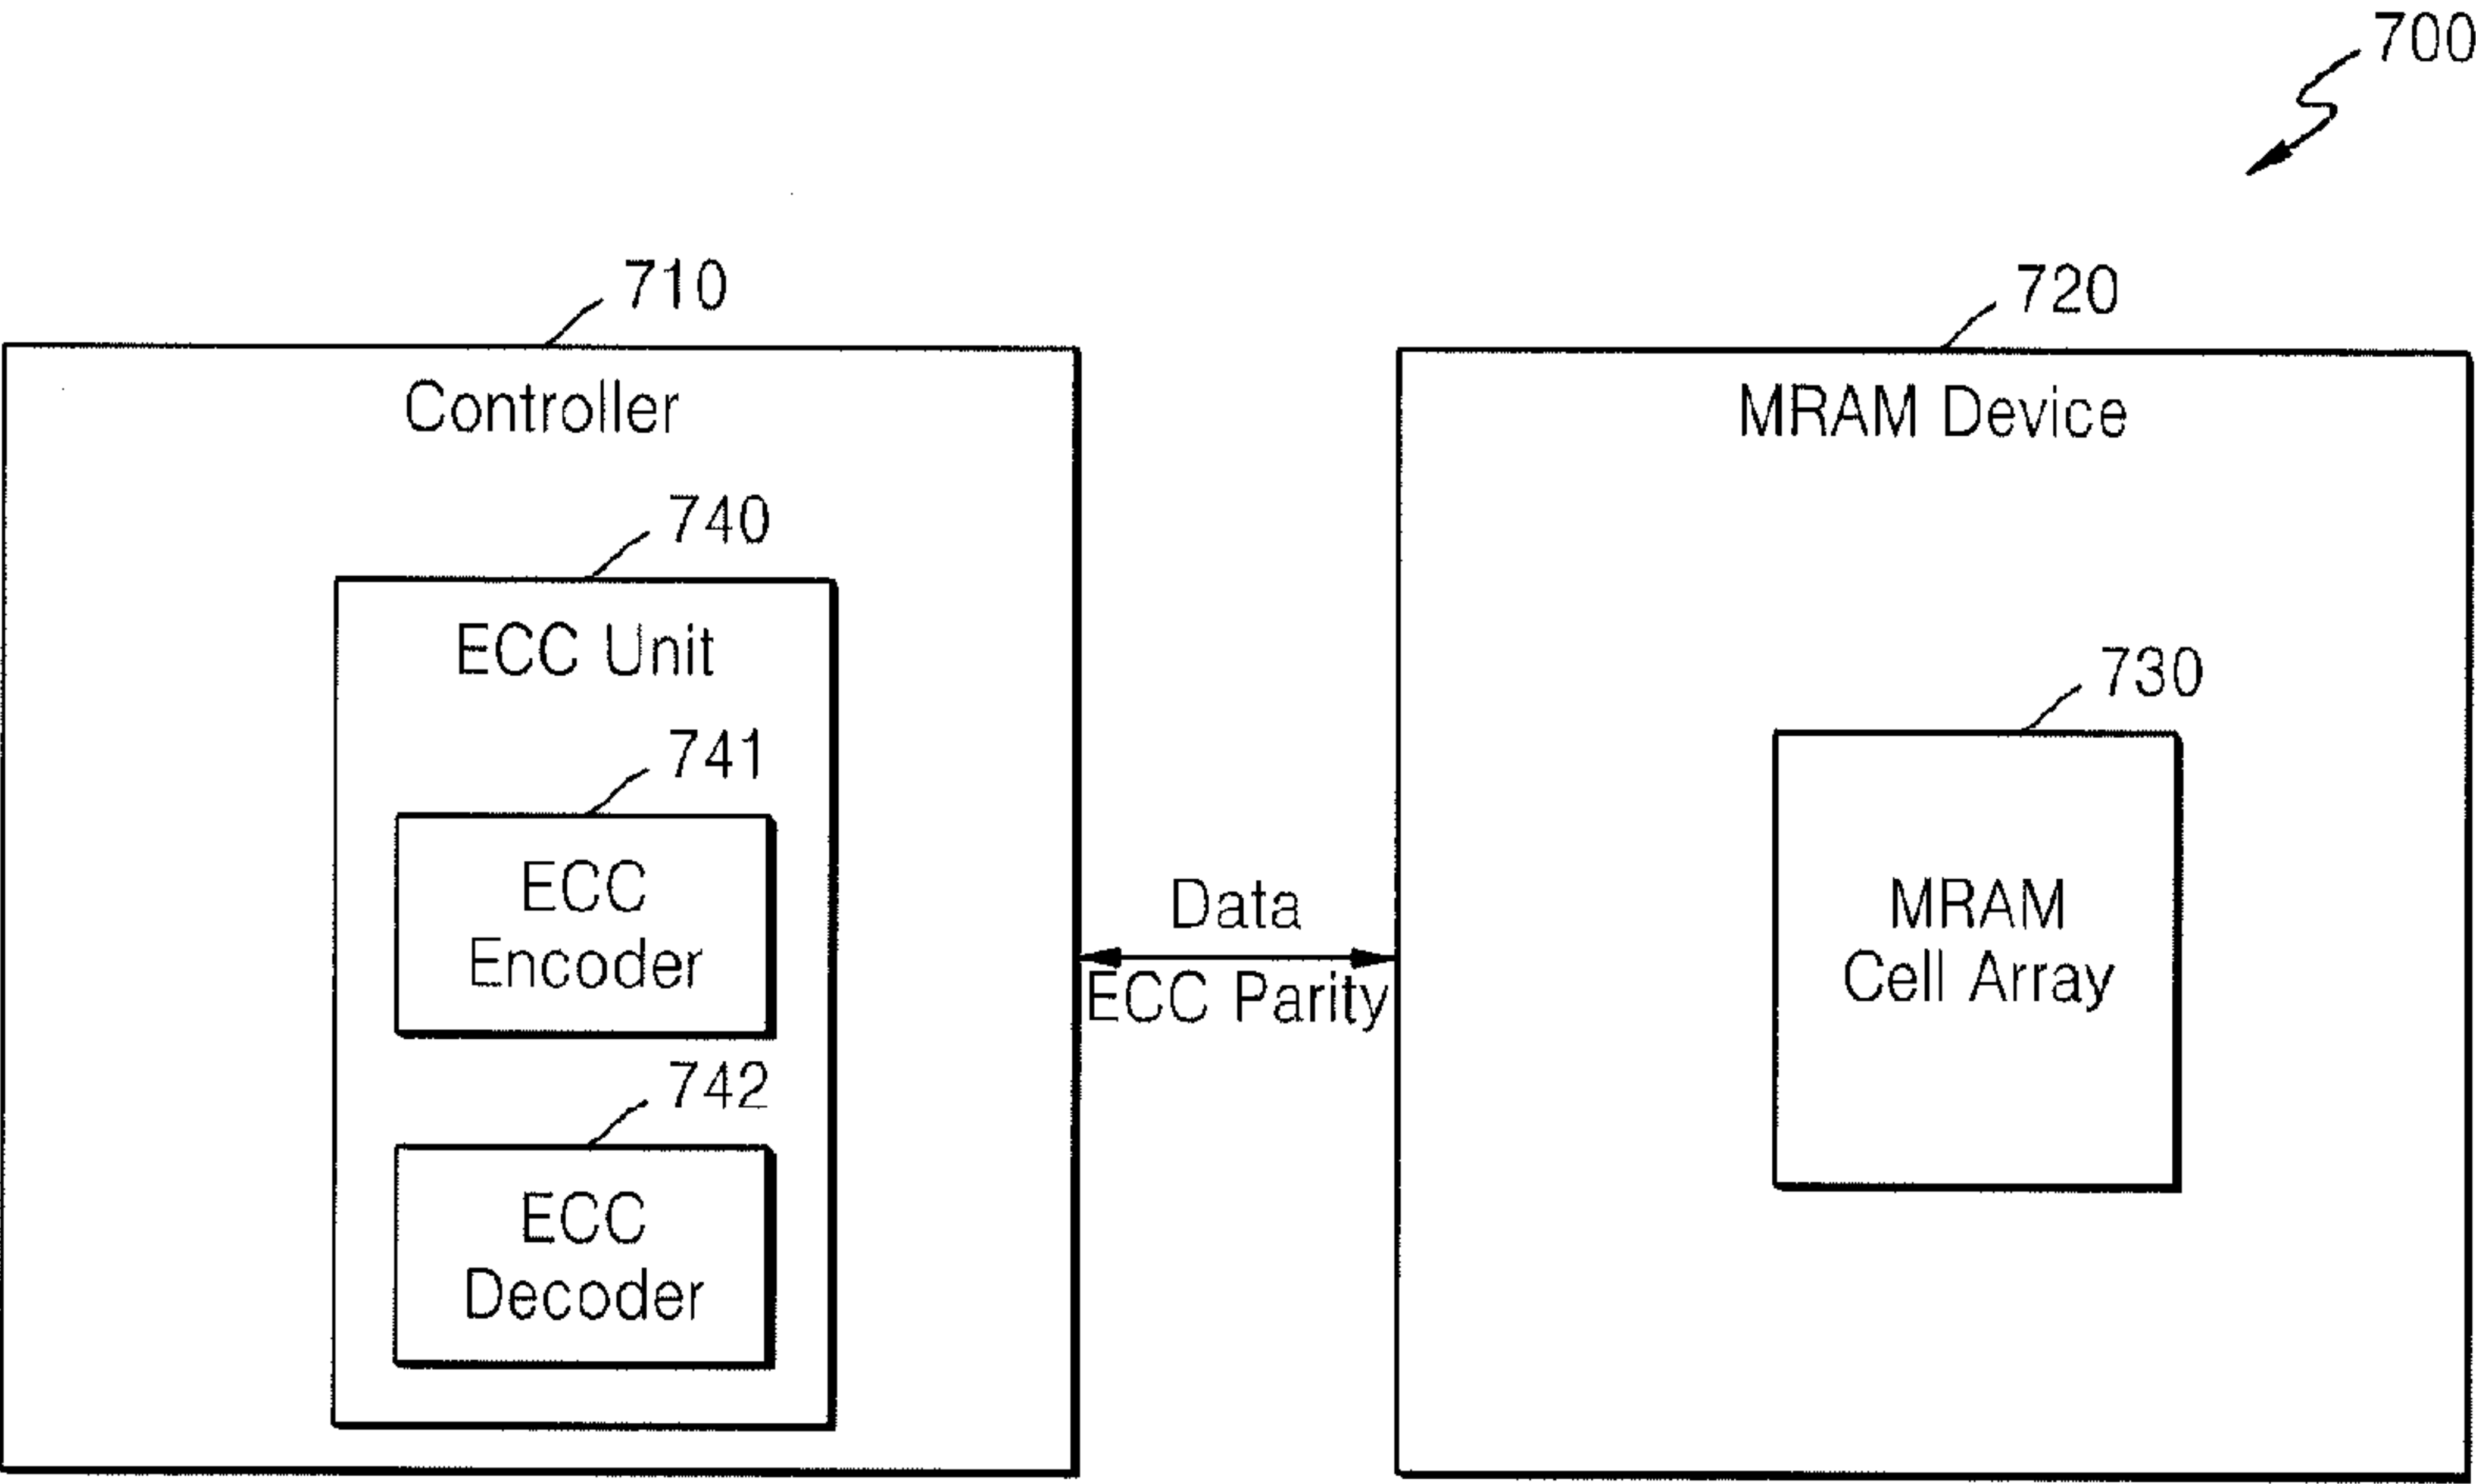 700
710
720
Controller
MRAM Device
740
ECC Unit
730
741
ECC
Encoder
Data
ECC Parity
MRAM
Cell Array
742
ECC
Decoder